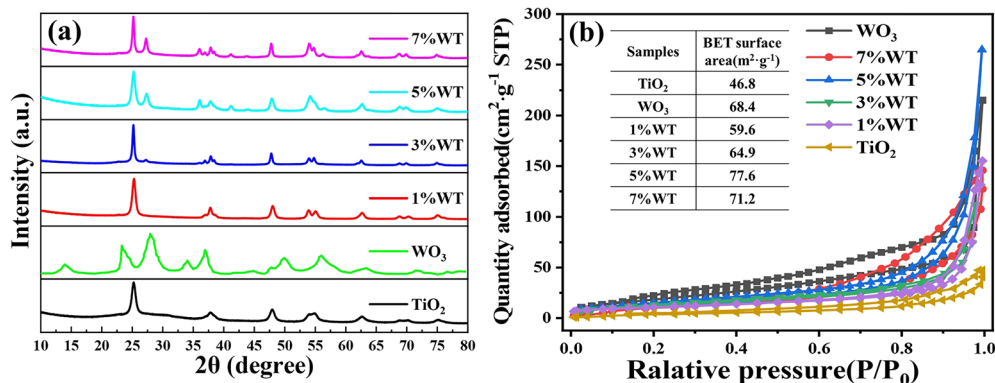 (a)
7%WT
5%WT
3%WT
1%WT
WO3
TiO2
Intensity (a.u.)
10 15 20 25 30 35 40 45 50 55 60 65 70 75 80
2θ (degree)
(b)
Samples BET surface area(m²·g⁻¹)
TiO2 46.8
WO3 68.4
1%WT 59.6
3%WT 64.9
5%WT 77.6
7%WT 71.2
WO3
7%WT
5%WT
3%WT
1%WT
TiO2
Quantity adsorbed(cm²·g⁻¹ STP)
300
250
200
150
100
50
0
0.0 0.2 0.4 0.6 0.8 1.0
Ralative pressure(P/P0)